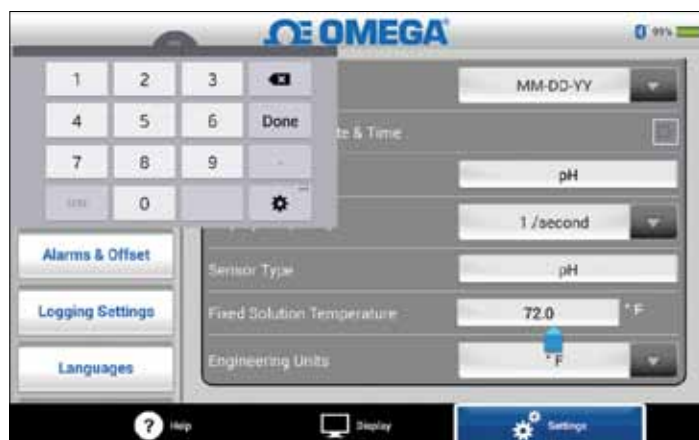 OMEGA
99%
1 2 3
MM-DD-YY
4 5 6 Done
te & Time
7 8 9 -
pH
0
1 /second
Alarms & Offset
Sensor Type
pH
Logging Settings
Fixed Solution Temperature
72.0
° F
Languages
Engineering Units
° F
? Help
Display
Settings